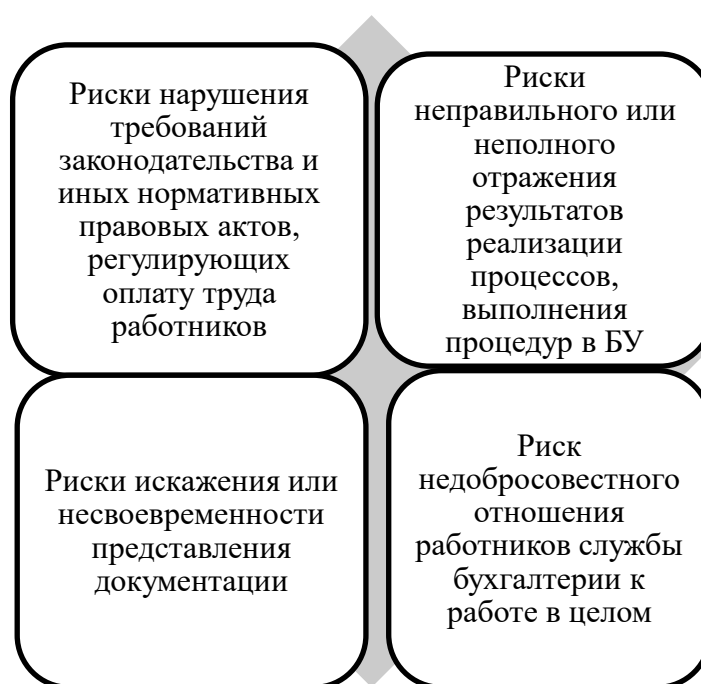 Риски нарушения
требований
законодательства и
иных нормативных
правовых актов,
регулирующих
оплату труда
работников
Риски
неправильного или
неполного
отражения
результатов
реализации
процессов,
выполнения
процедур в БУ
Риски искажения или
несвоевременности
представления
документации
Риск
недобросовестного
отношения
работников службы
бухгалтерии к
работе в целом